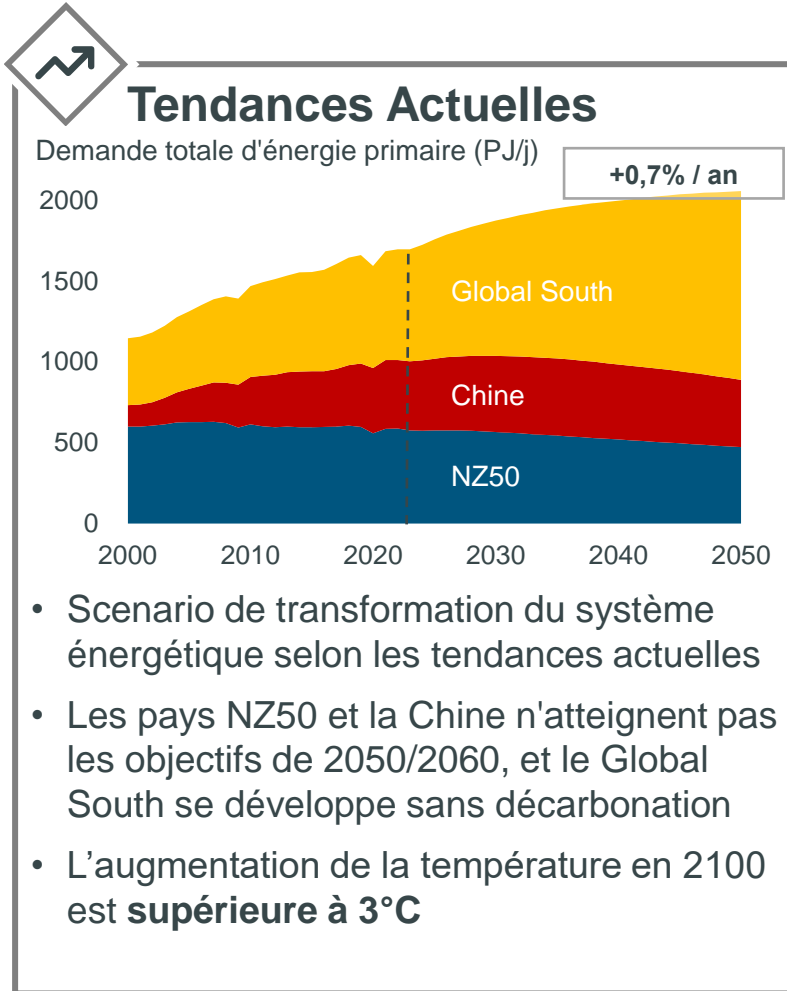 Tendances Actuelles
Demande totale d'énergie primaire (PJ/j)
+0,7% / an
2000
1500
1000
500
0
Global South
Chine
NZ50
2000 2010 2020 2030 2040 2050
• Scenario de transformation du système
énergétique selon les tendances actuelles
• Les pays NZ50 et la Chine n'atteignent pas
les objectifs de 2050/2060, et le Global
South se développe sans décarbonation
• L’augmentation de la température en 2100
est supérieure à 3°C